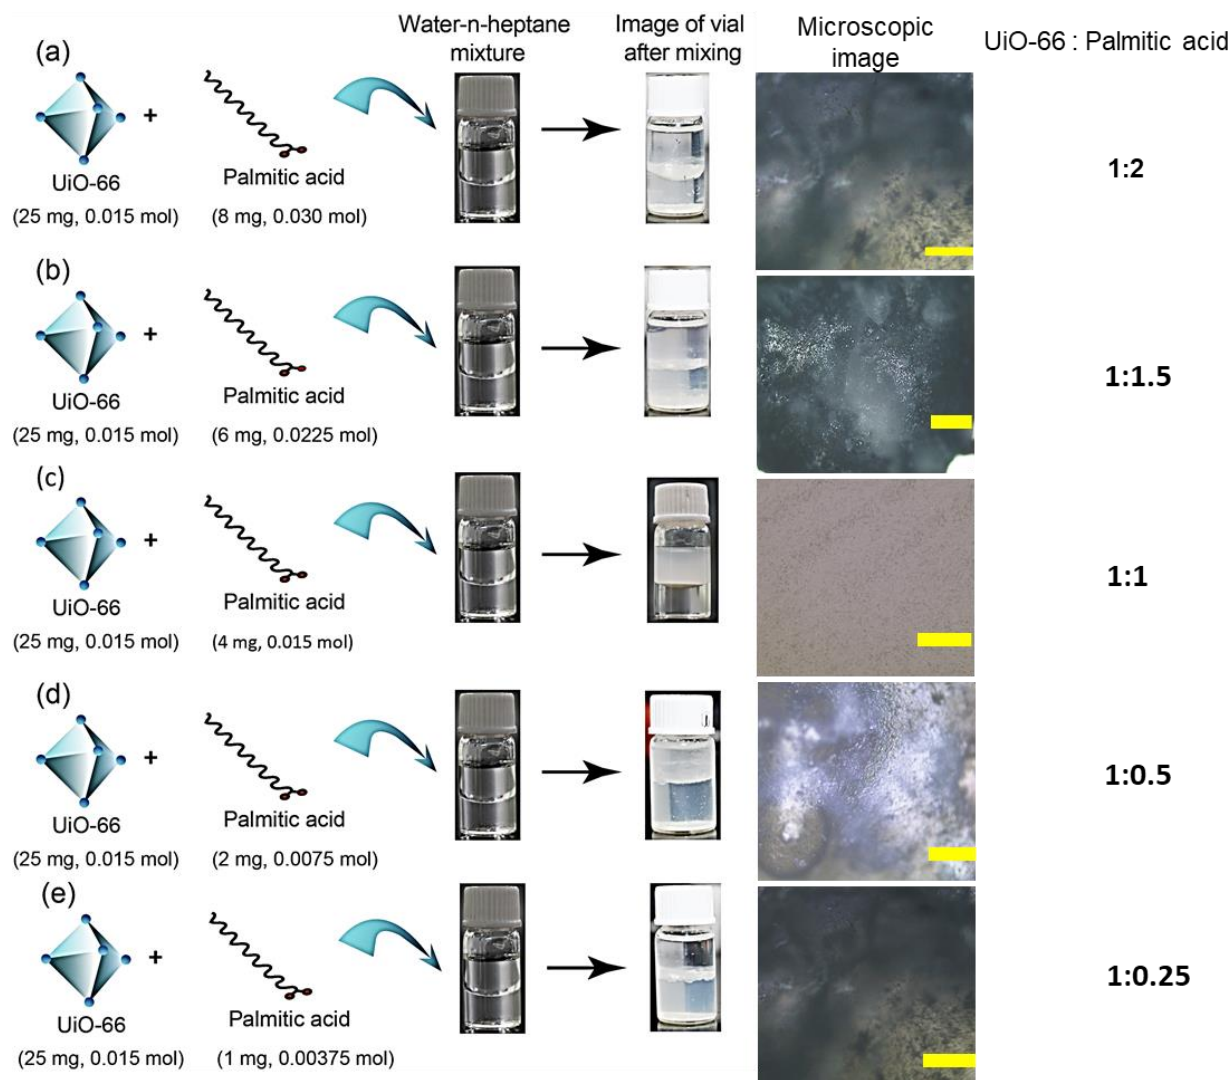 Water-n-heptane
mixture
Image of vial
after mixing
Microscopic
image
UiO-66 : Palmitic acid
(a)
+
UiO-66
(25 mg, 0.015 mol)
Palmitic acid
(8 mg, 0.030 mol)
1:2
(b)
+
UiO-66
(25 mg, 0.015 mol)
Palmitic acid
(6 mg, 0.0225 mol)
1:1.5
(c)
+
UiO-66
(25 mg, 0.015 mol)
Palmitic acid
(4 mg, 0.015 mol)
1:1
(d)
+
UiO-66
(25 mg, 0.015 mol)
Palmitic acid
(2 mg, 0.0075 mol)
1:0.5
(e)
+
UiO-66
(25 mg, 0.015 mol)
Palmitic acid
(1 mg, 0.00375 mol)
1:0.25